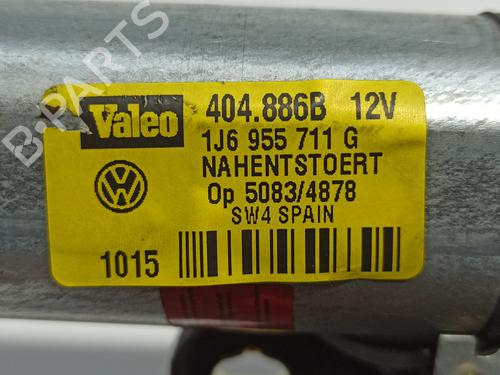 B-PARTS
Valeo 404.886B 12V
1J6 955 711 G
NAHENTSTOERT
Op 5083/4878
SW4 SPAIN
1015